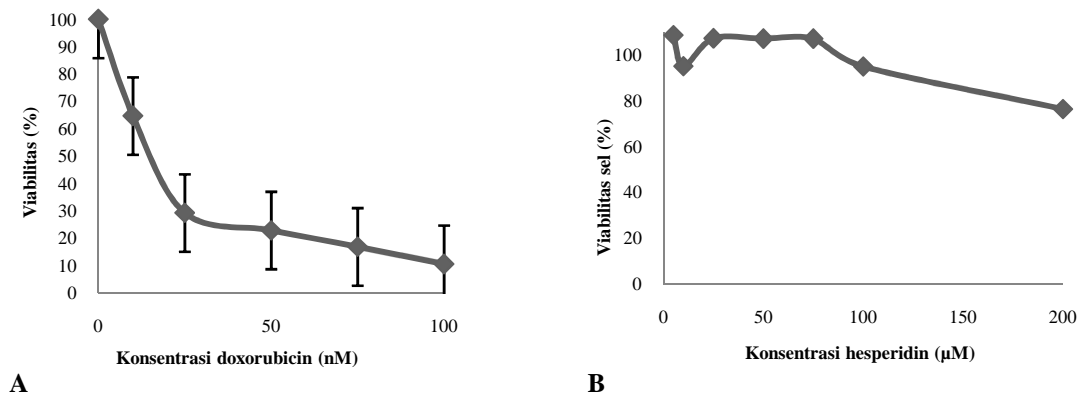 100
90
80
70
60
50
40
30
20
10
0
Viabilitas (%)
0 50 100
Konsentrasi doxorubicin (nM)
A
100
80
60
40
20
0
Viabilitas sel (%)
0 50 100 150 200
Konsentrasi hesperidin (µM)
B